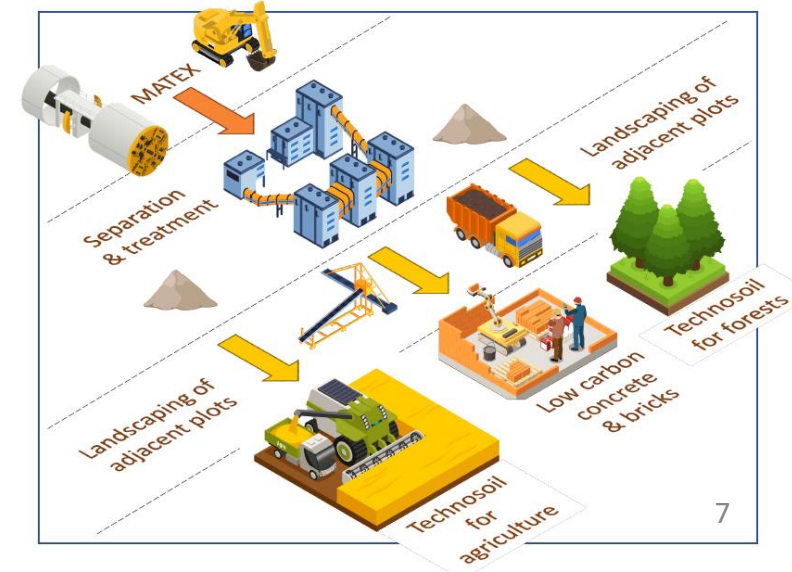 MATEX
Separation
& treatment
Landscaping of
adjacent plots
Landscaping of
adjacent plots
Technosoil
for forests
Low carbon
concrete
& bricks
Technosoil
for
agriculture
7